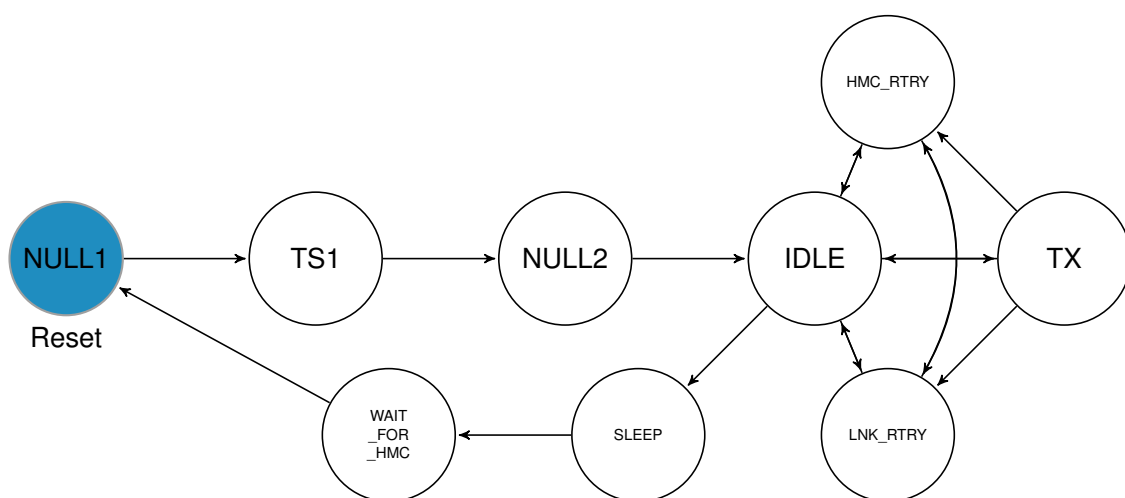 HMC_RTRY
NULL1
TS1
NULL2
IDLE
TX
Reset
WAIT
_FOR
_HMC
SLEEP
LNK_RTRY